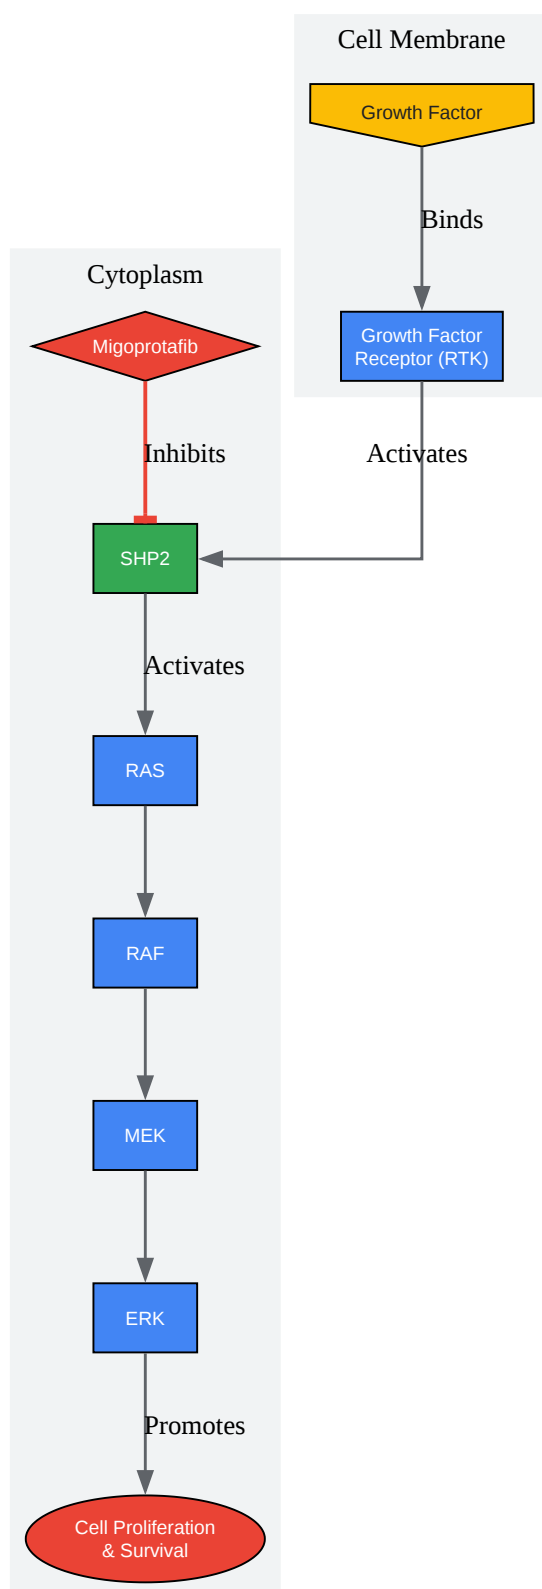 Cell Membrane
Growth Factor
Binds
Growth Factor
Receptor (RTK)
Activates
Cytoplasm
Migoprotafib
Inhibits
SHP2
Activates
RAS
RAF
MEK
ERK
Promotes
Cell Proliferation
& Survival